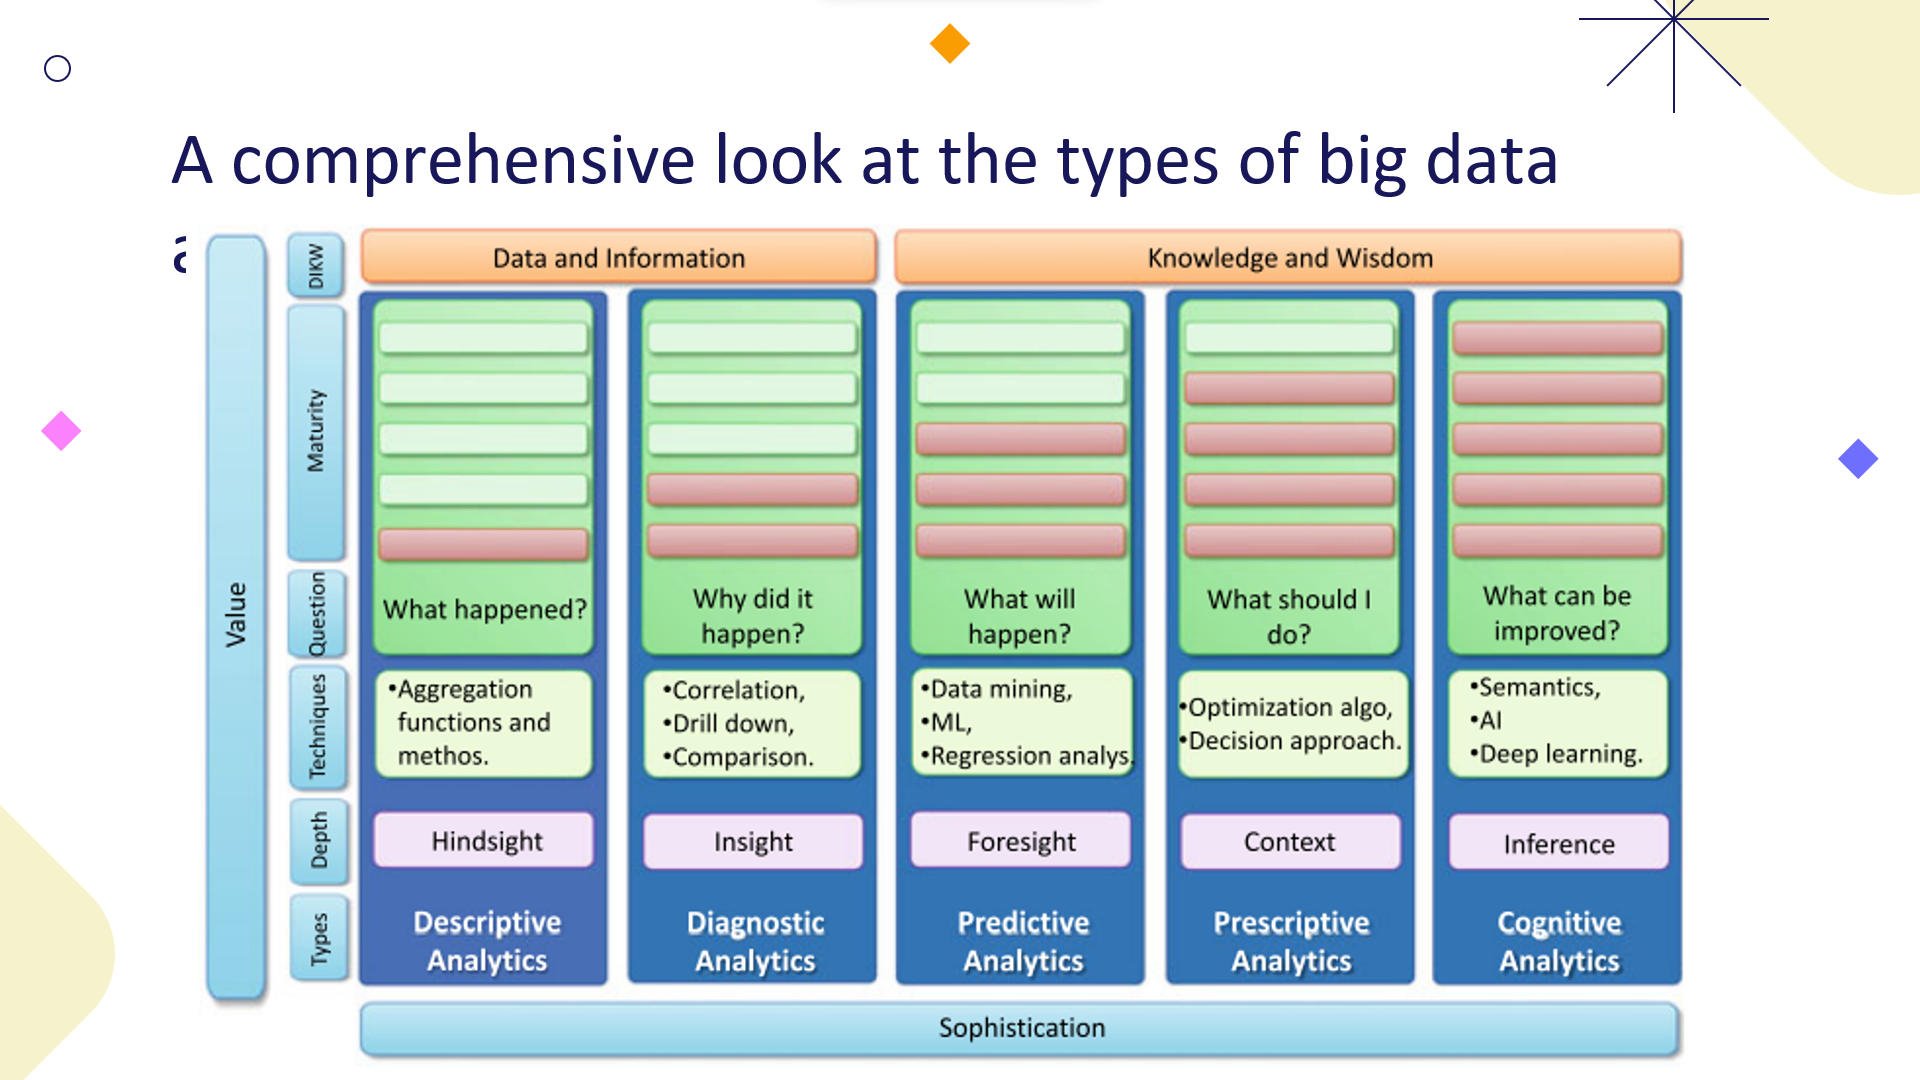 A comprehensive look at the types of big data
a
Value
DIKW
Data and Information
Knowledge and Wisdom
Maturity
Question
What happened?
Why did it
happen?
What will
happen?
What should I
do?
What can be
improved?
Techniques
•Aggregation
functions and
methos.
•Correlation,
•Drill down,
•Comparison.
•Data mining,
•ML,
•Regression analys.
•Optimization algo,
•Decision approach.
•Semantics,
•AI
•Deep learning.
Depth
Hindsight
Insight
Foresight
Context
Inference
Types
Descriptive
Analytics
Diagnostic
Analytics
Predictive
Analytics
Prescriptive
Analytics
Cognitive
Analytics
Sophistication